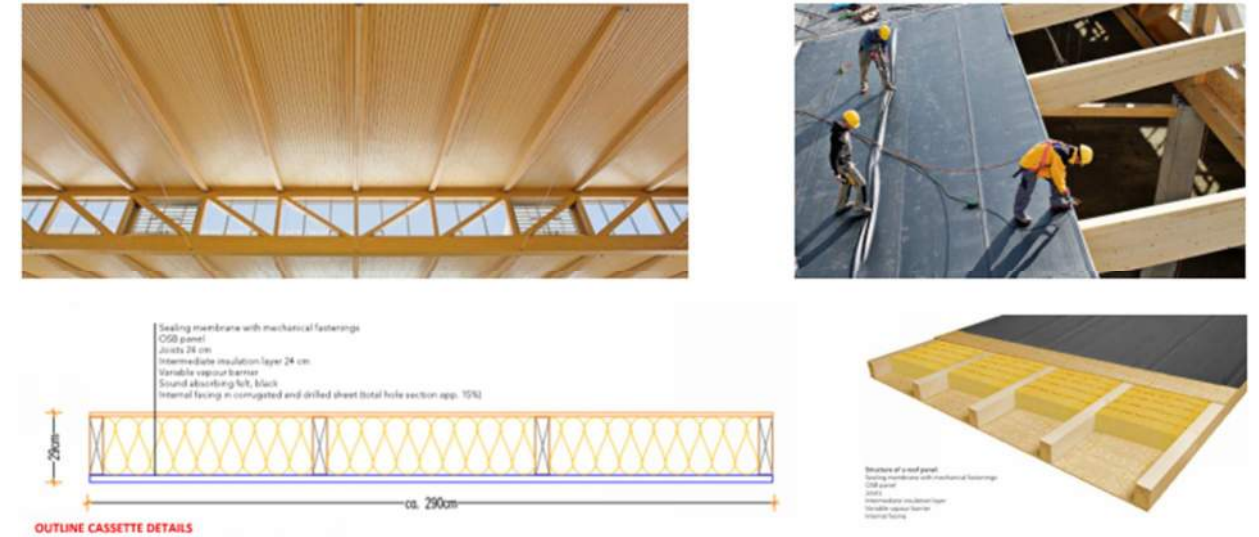 Sealing membrane with mechanical fastenings
OSB panel
Joists 24 cm
Intermediate insulation layer 24 cm
Variable vapour barrier
Sound absorbing felt, black
Internal facing in corrugated and drilled sheet (total hole section app. 15%)
29cm
ca. 290cm
OUTLINE CASSETTE DETAILS
Structure of a roof panel
Sealing membrane with mechanical fastenings
OSB panel
Joists
Intermediate insulation layer
Variable vapour barrier
Internal facing